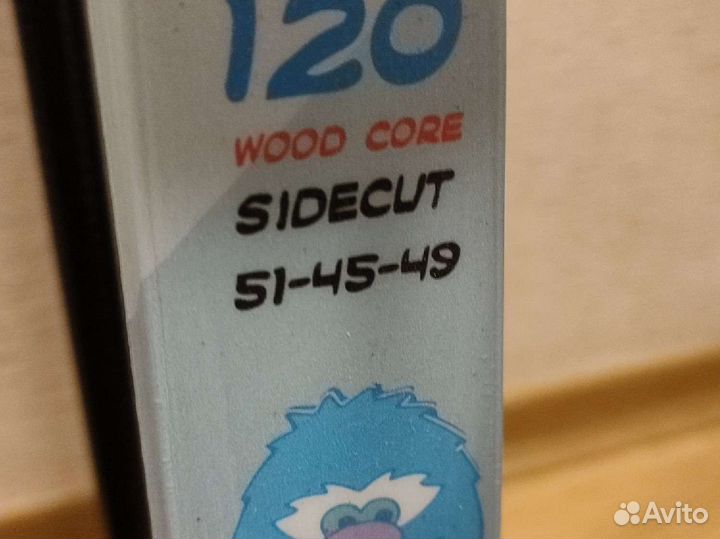 120
WOOD CORE
SIDECUT
51-45-49
Avito